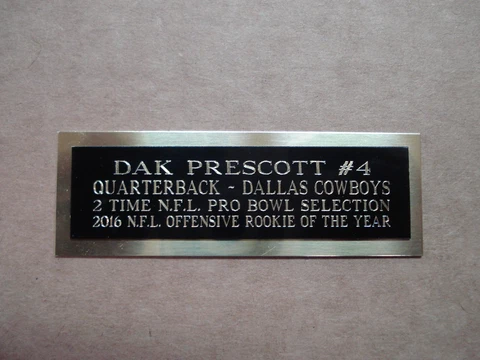 DAK PRESCOTT #4
QUARTERBACK - DALLAS COWBOYS
2 TIME N.F.L. PRO BOWL SELECTION
2016 N.F.L. OFFENSIVE ROOKIE OF THE YEAR